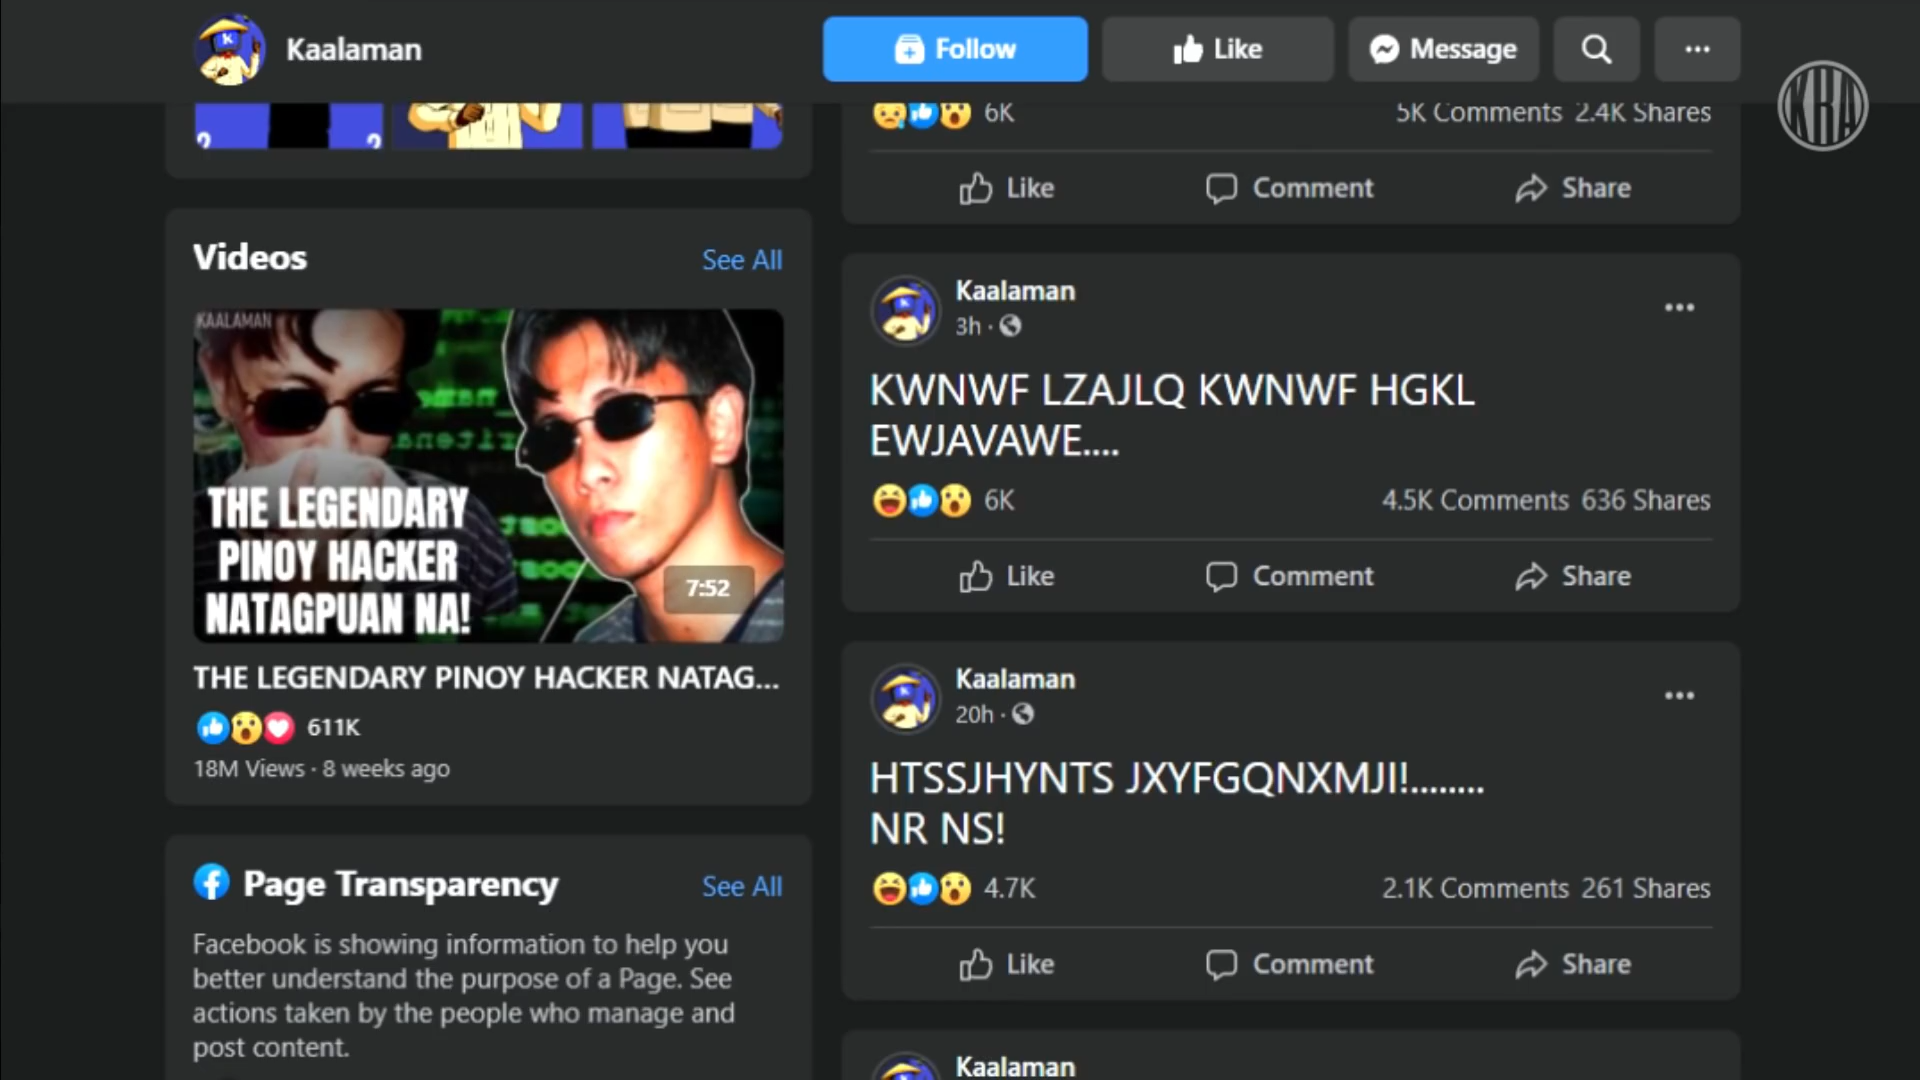 Kaalaman
Follow
Like
Message
KRA
Videos
See All
KAALAMAN
THE LEGENDARY
PINOY HACKER
NATAGPUAN NA!
7:52
THE LEGENDARY PINOY HACKER NATAG...
611K
18M Views · 8 weeks ago
Page Transparency
See All
Facebook is showing information to help you
better understand the purpose of a Page. See
actions taken by the people who manage and
post content.
6K
5K Comments 2.4K Shares
Like Comment Share
Kaalaman
3h ·
KWNWF LZAJLQ KWNWF HGKL
EWJAVAWE....
6K
4.5K Comments 636 Shares
Like Comment Share
Kaalaman
20h ·
HTSSJHYNTS JXYFGQNXMJI!........
NR NS!
4.7K
2.1K Comments 261 Shares
Like Comment Share
Kaalaman